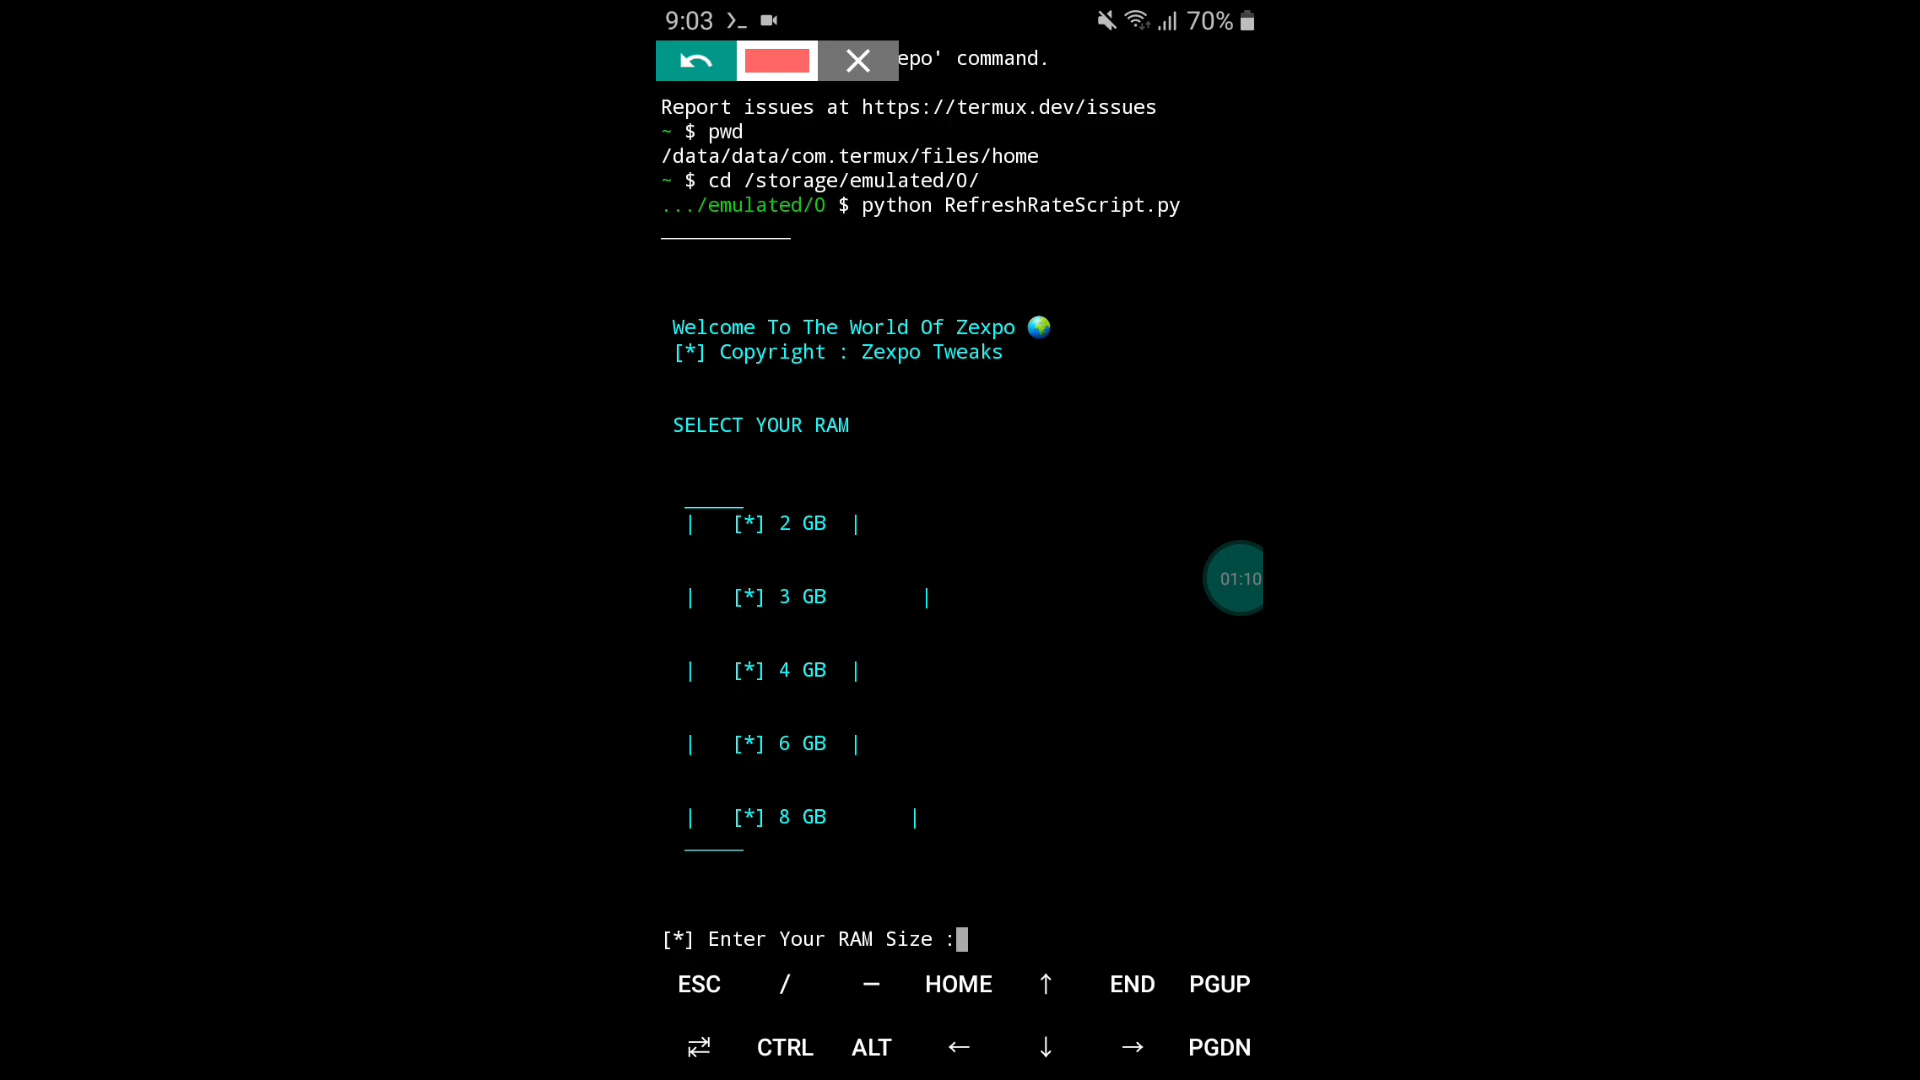 9:03 70%
epo' command.
Report issues at https://termux.dev/issues
~ $ pwd
/data/data/com.termux/files/home
~ $ cd /storage/emulated/0/
.../emulated/0 $ python RefreshRateScript.py
___________
Welcome To The World Of Zexpo 🌍
[*] Copyright : Zexpo Tweaks
SELECT YOUR RAM
_____
| [*] 2 GB |
| [*] 3 GB |
01:10
| [*] 4 GB |
| [*] 6 GB |
| [*] 8 GB |
_____
[*] Enter Your RAM Size :
ESC / — HOME ↑ END PGUP
⇄ CTRL ALT ← ↓ → PGDN